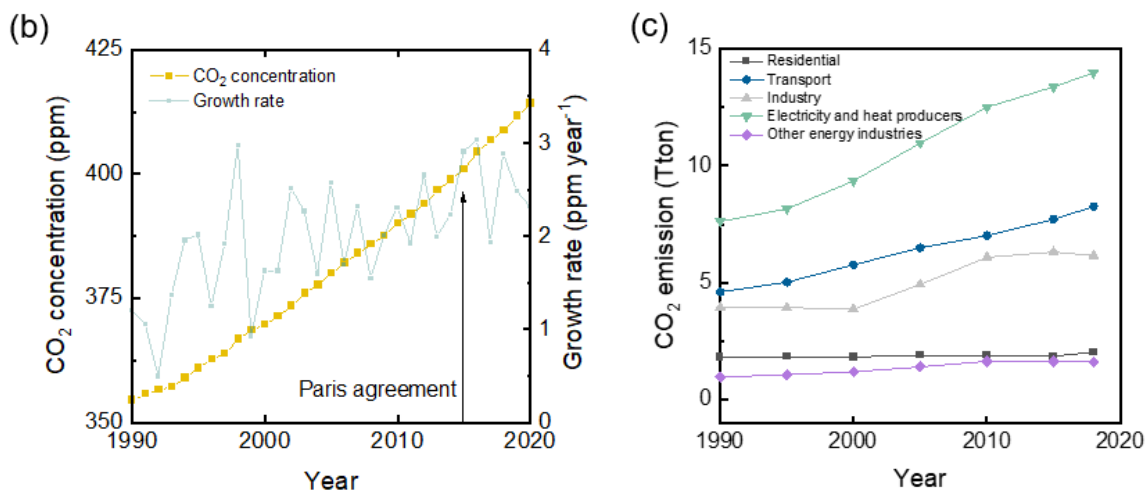 (b)
425
400
375
350
CO₂ concentration (ppm)
CO₂ concentration
Growth rate
Paris agreement
4
3
2
1
0
Growth rate (ppm year⁻¹)
1990 2000 2010 2020
Year
(c)
15
10
5
0
CO₂ emission (Tton)
Residential
Transport
Industry
Electricity and heat producers
Other energy industries
1990 2000 2010 2020
Year